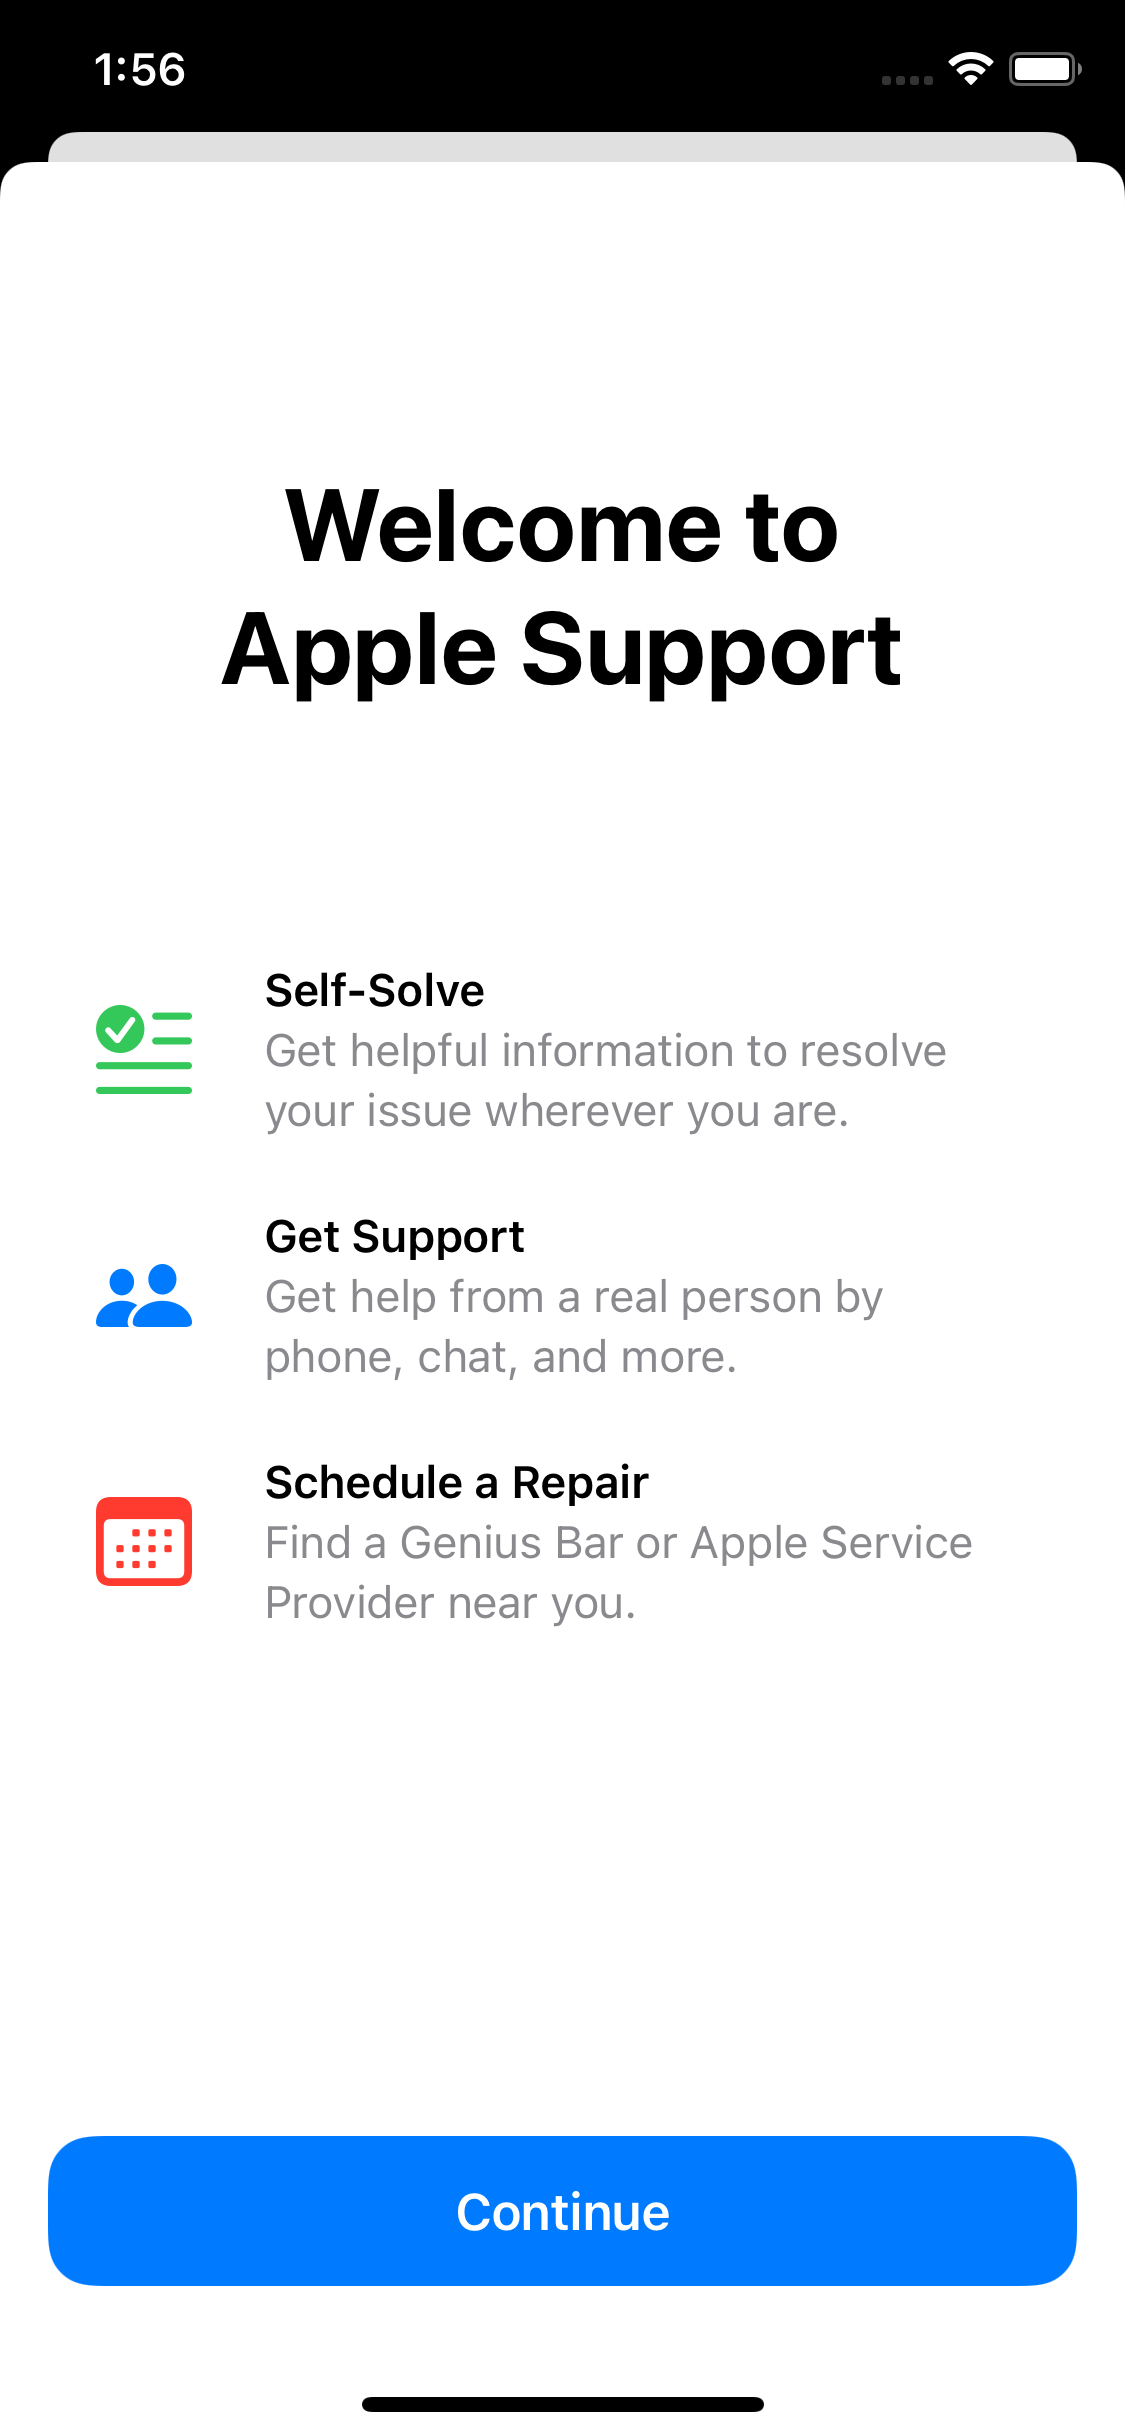 1:56
Welcome to
Apple Support
Self-Solve
Get helpful information to resolve
your issue wherever you are.
Get Support
Get help from a real person by
phone, chat, and more.
Schedule a Repair
Find a Genius Bar or Apple Service
Provider near you.
Continue